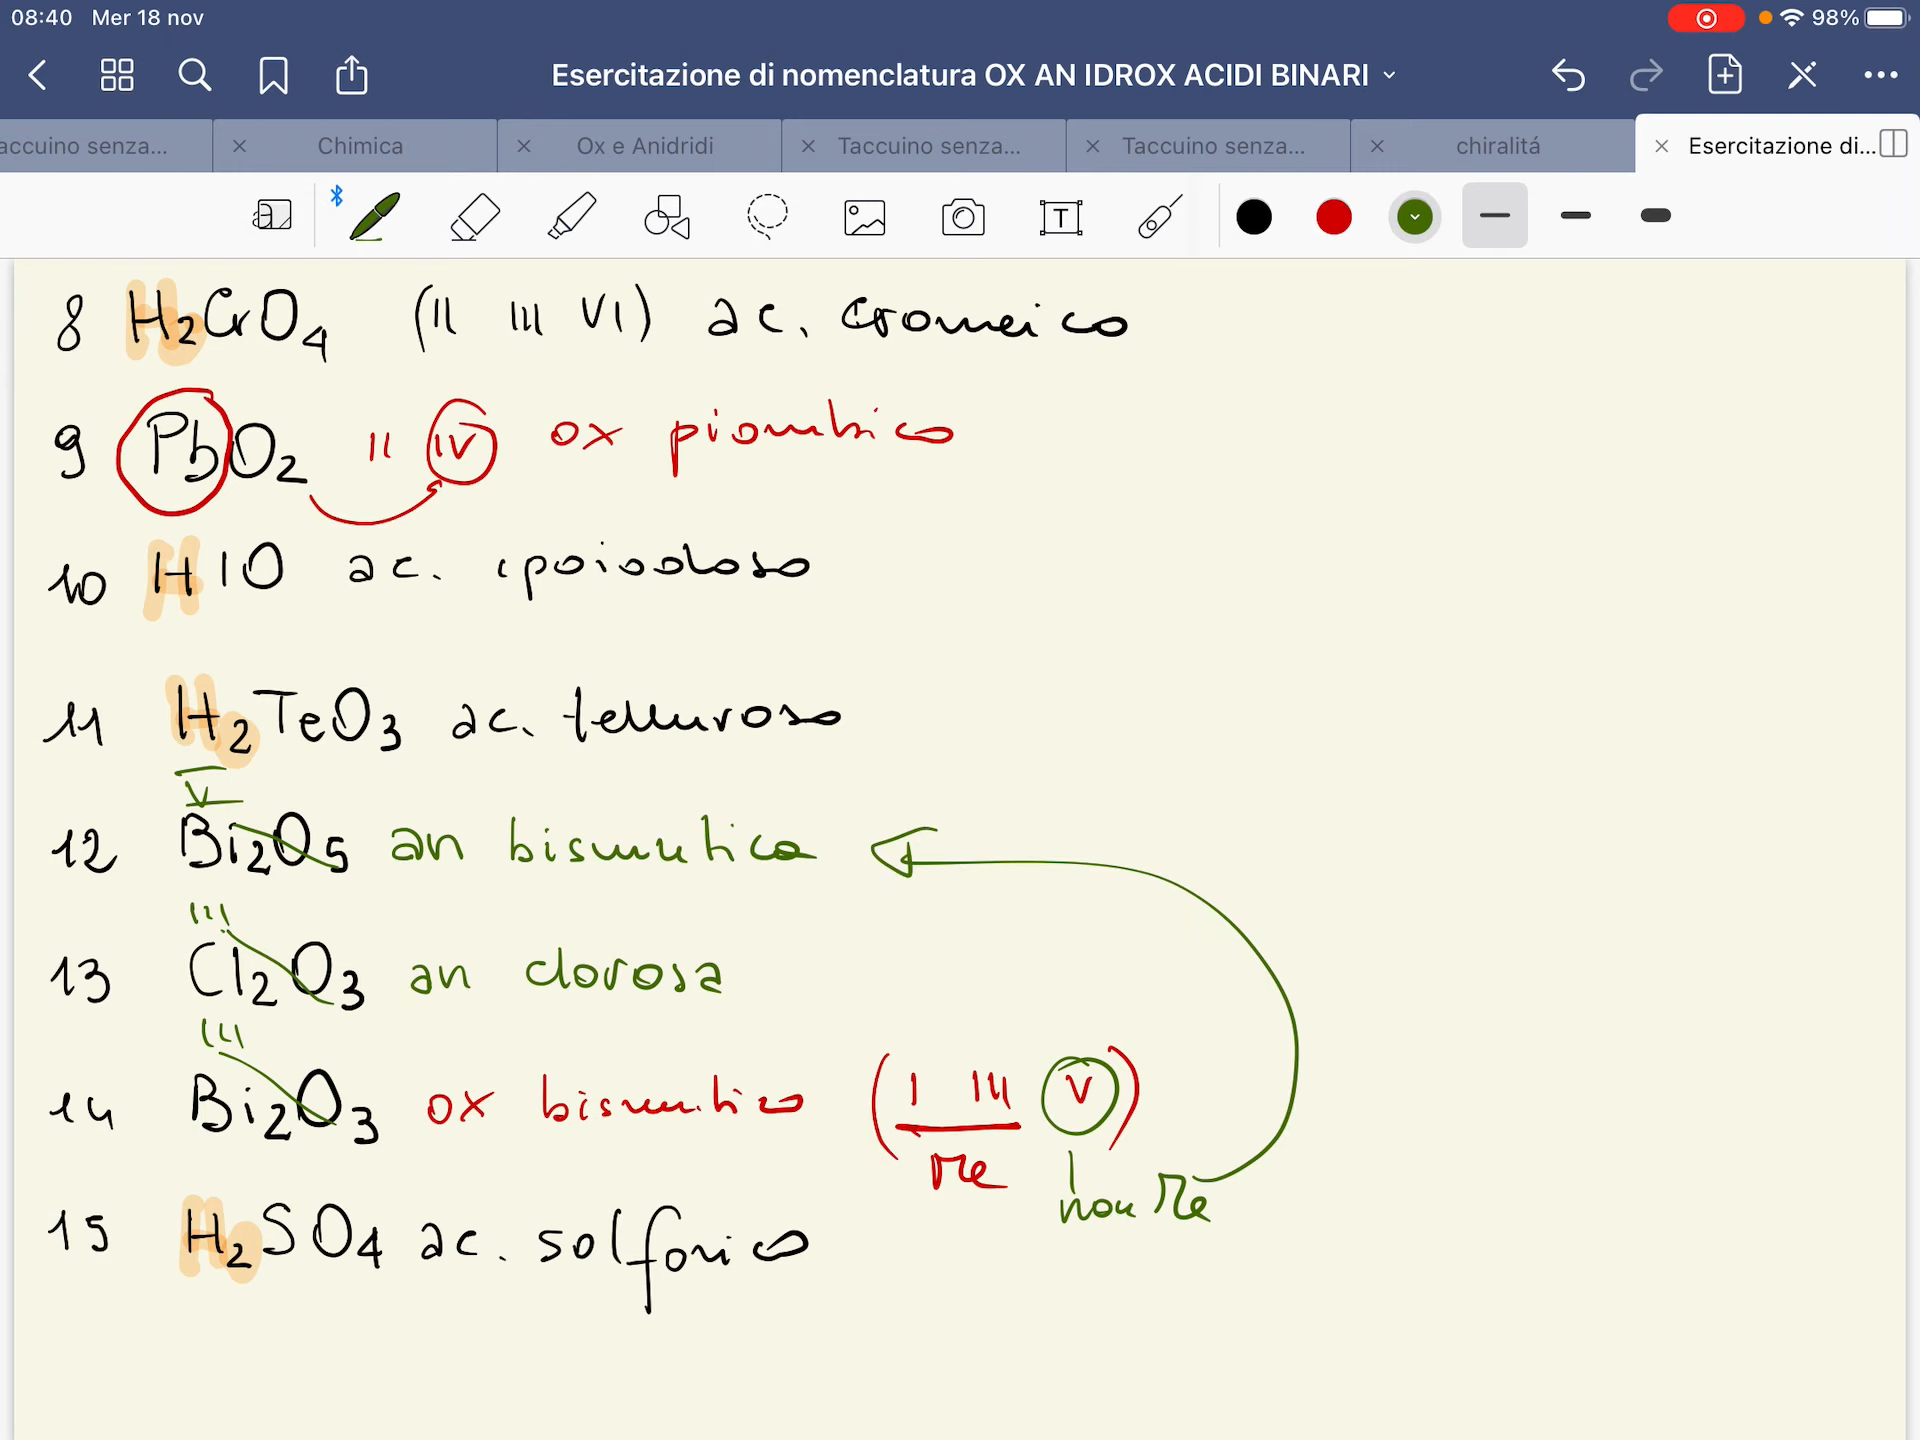 08:40 Mer 18 nov 98%
Esercitazione di nomenclatura OX AN IDROX ACIDI BINARI
accuino senza... Chimica Ox e Anidridi Taccuino senza... Taccuino senza... chiralitá Esercitazione di...
8 H2CrO4 (II III VI) ac. cromeico
9 PbO2 II IV ox piombico
10 HIO ac. ipoiodoso
11 H2TeO3 ac. telluroso
V
12 Bi2O5 an bismutica
III
13 Cl2O3 an clorosa
III
14 Bi2O3 ox bismutico (I III V)
Me non Me
15 H2SO4 ac. solforico